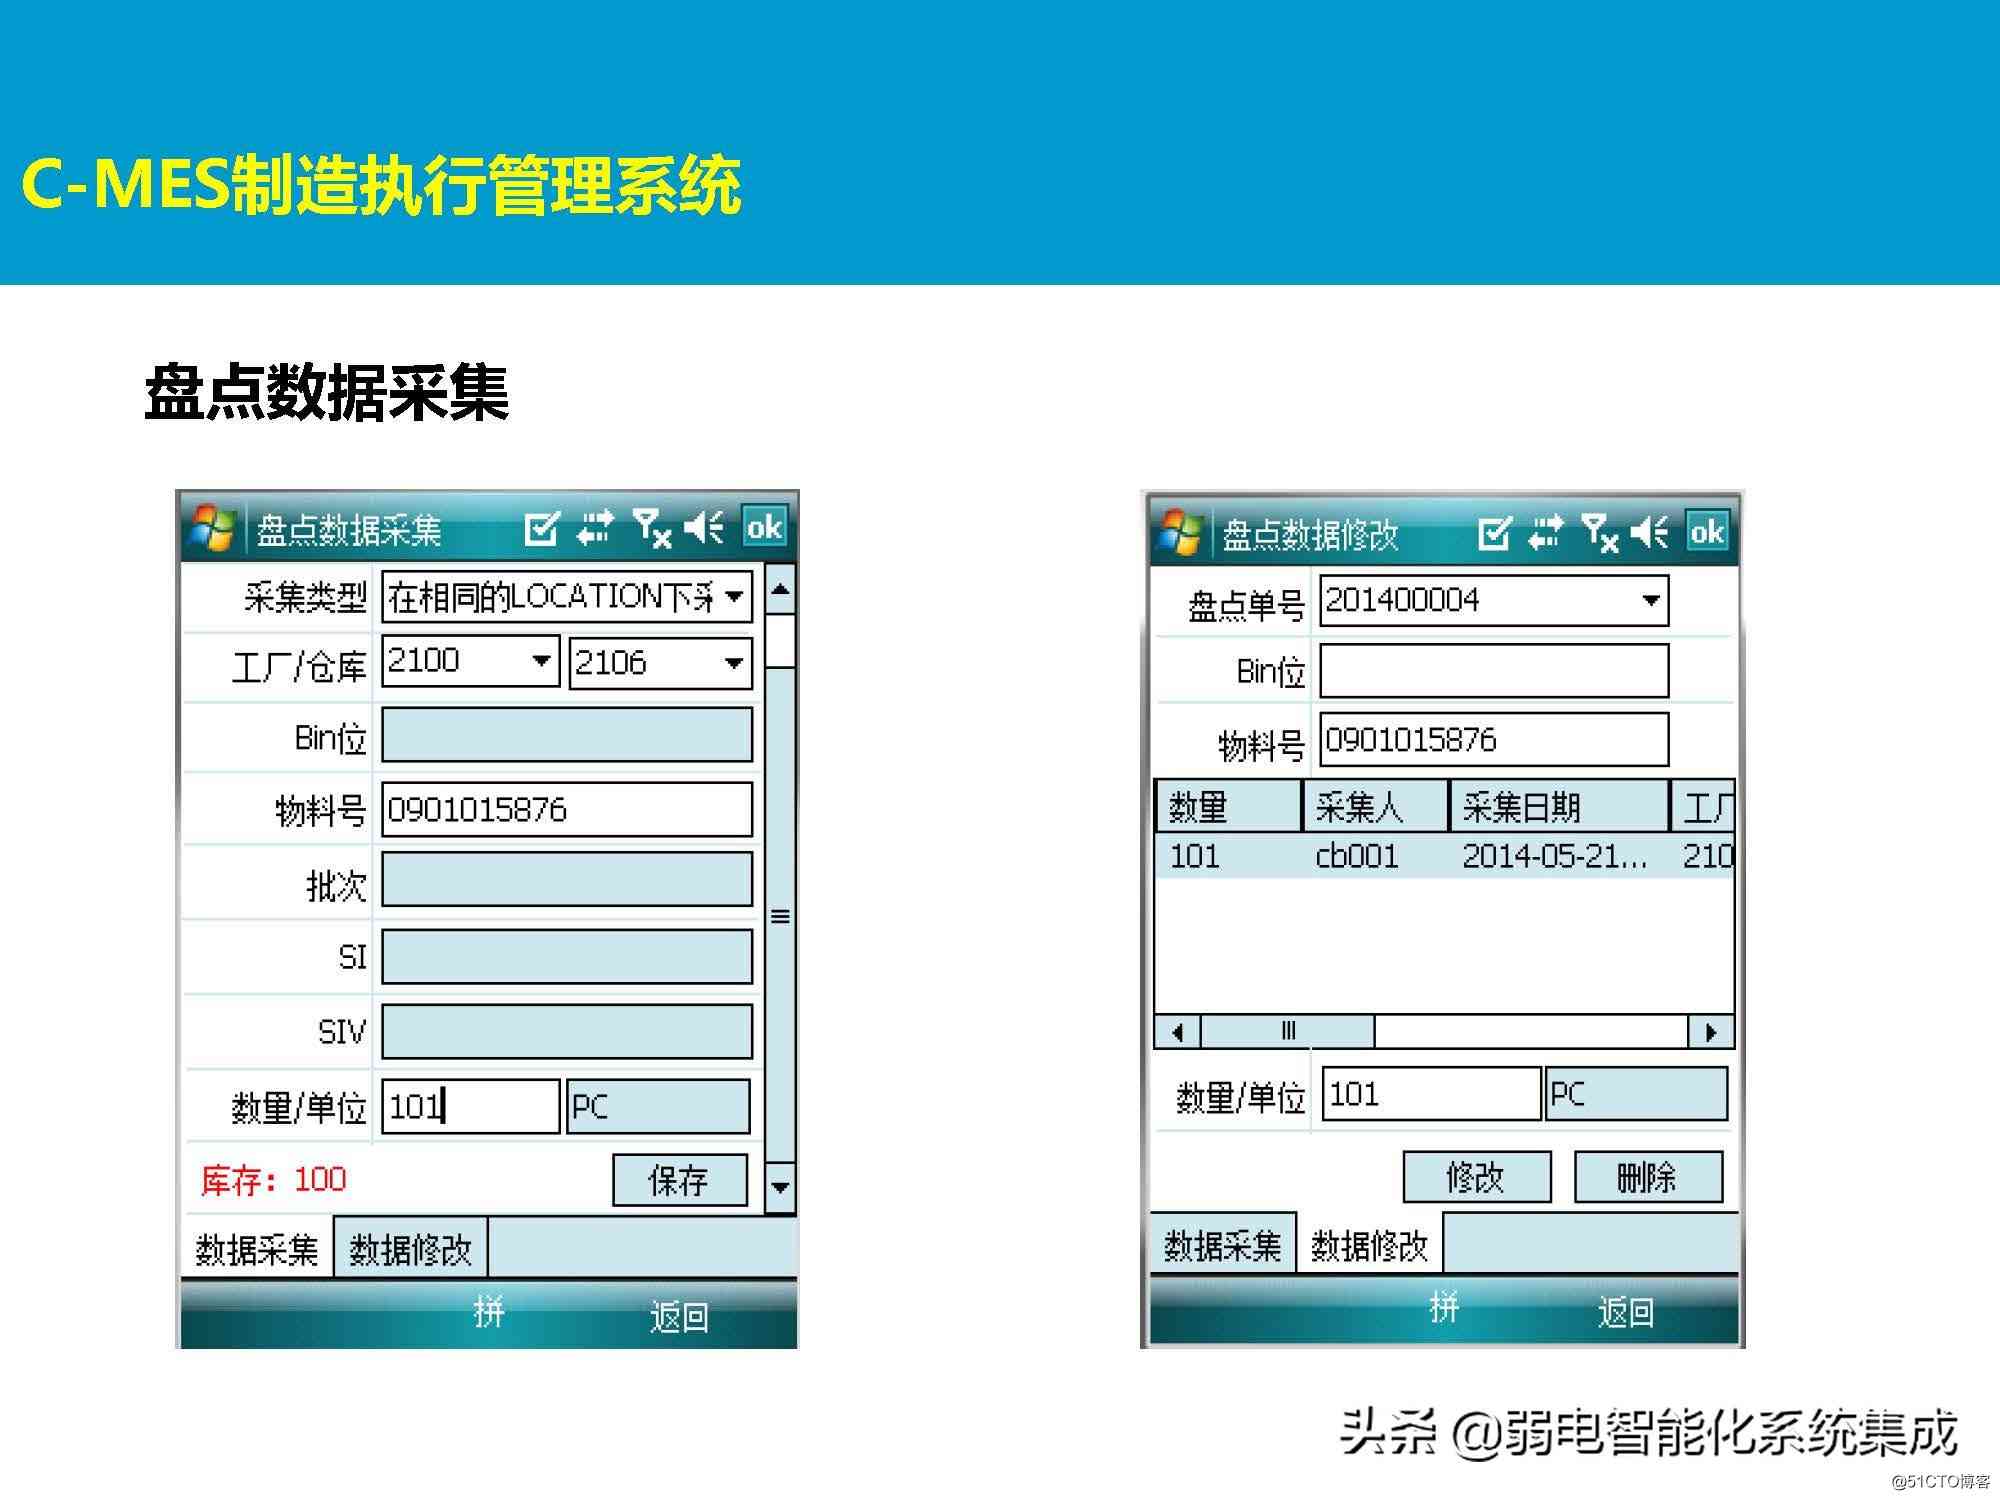 C-MES制造执行管理系统
盘点数据采集
盘点数据采集 ok
采集类型 在相同的LOCATION下采
工厂/仓库 2100 2106
Bin位
物料号 0901015876
批次
SI
SIV
数量/单位 101 PC
库存：100 保存
数据采集 数据修改
拼 返回
盘点数据修改 ok
盘点单号 201400004
Bin位
物料号 0901015876
数量 采集人 采集日期 工厂
101 cb001 2014-05-21... 210
数量/单位 101 PC
修改 删除
数据采集 数据修改
拼 返回
头条 @弱电智能化系统集成
@51CTO博客